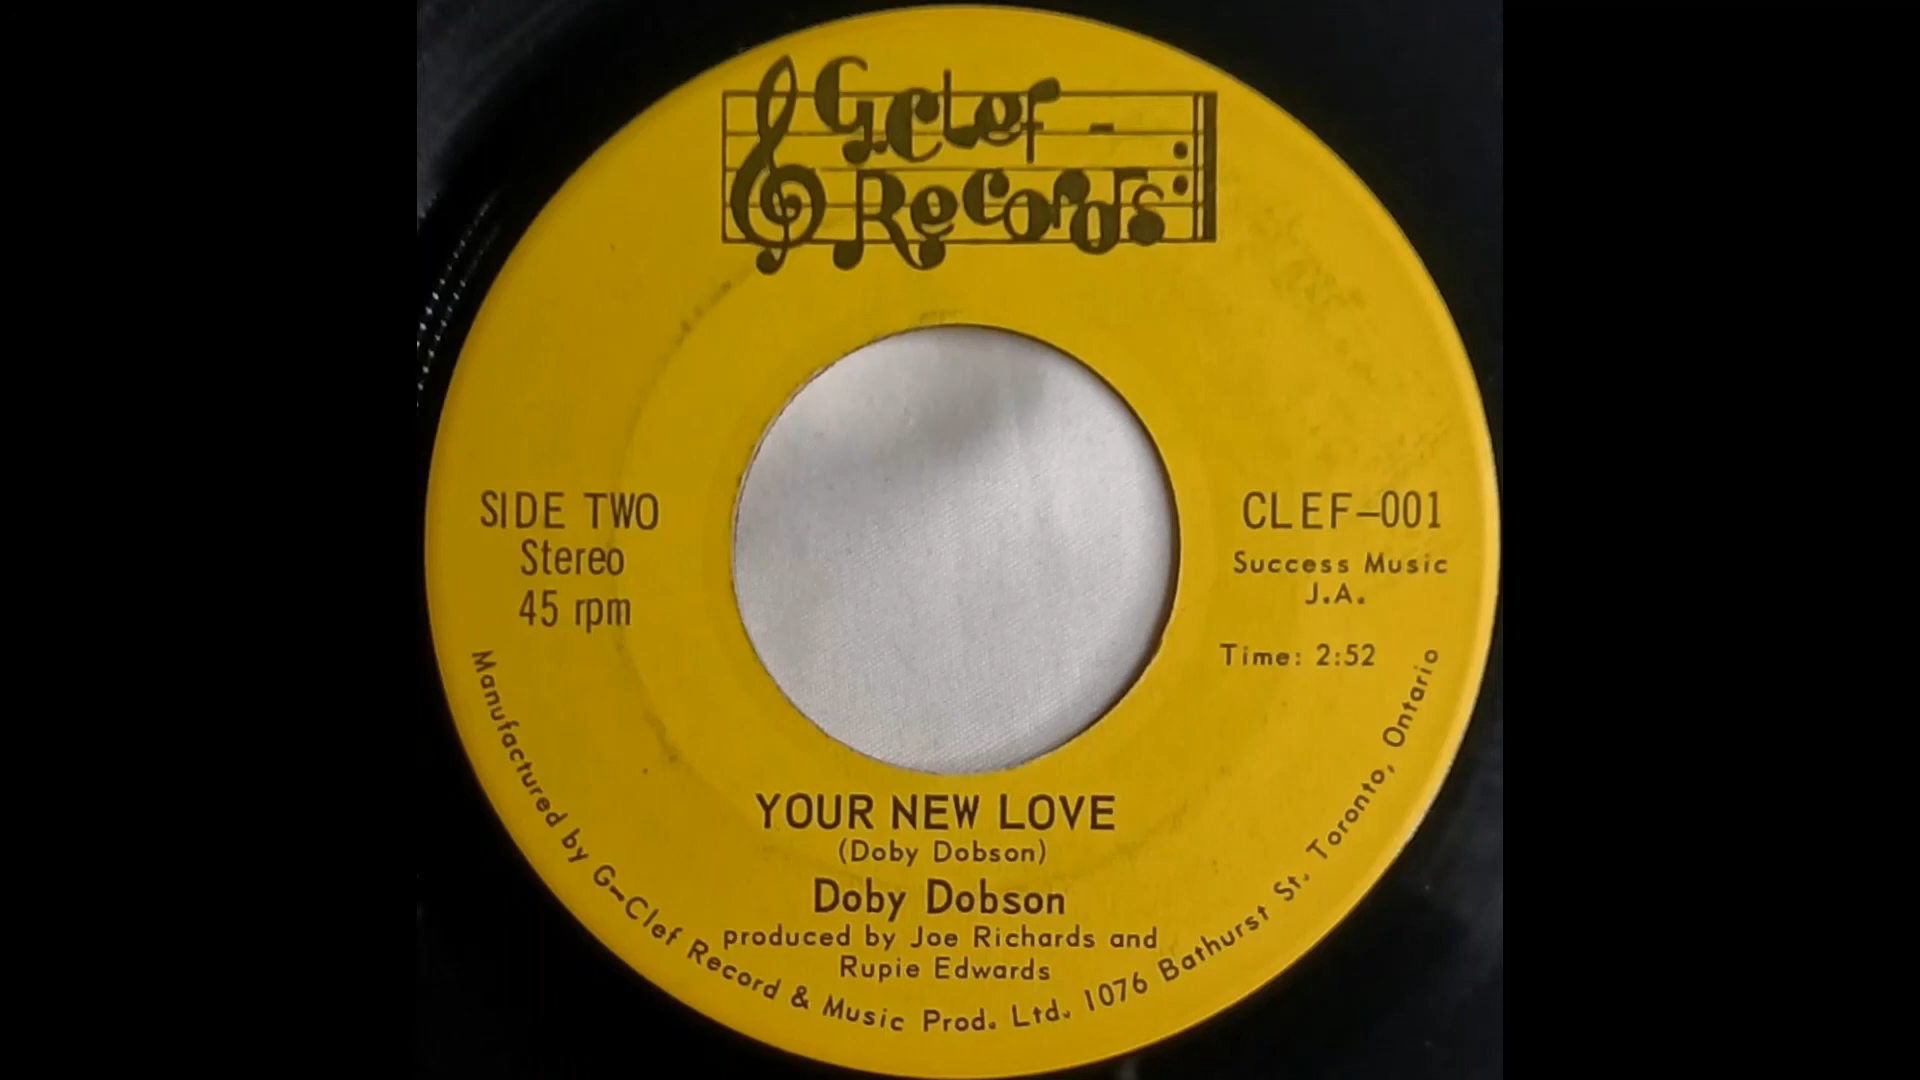 G.Clef -
Records
SIDE TWO
Stereo
45 rpm
CLEF-001
Success Music
J.A.
Time: 2:52
YOUR NEW LOVE
(Doby Dobson)
Doby Dobson
produced by Joe Richards and
Rupie Edwards
Manufactured by G-Clef Record & Music Prod. Ltd. 1076 Bathurst St. Toronto, Ontario